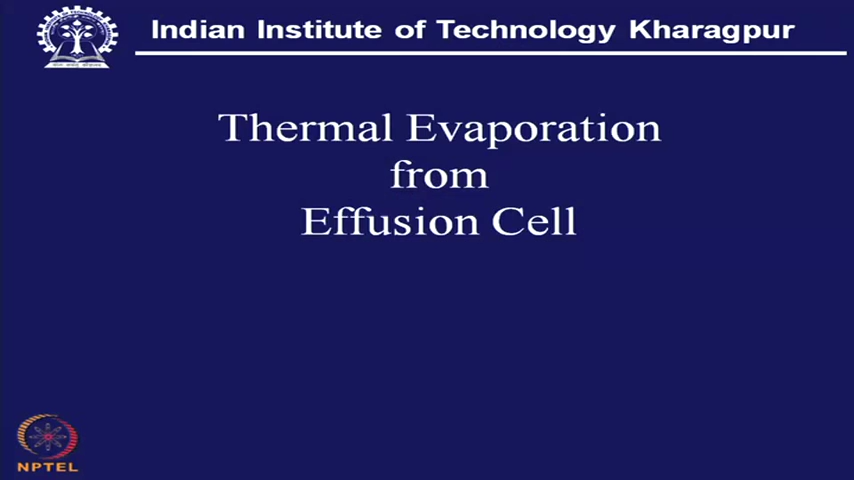 Indian Institute of Technology Kharagpur
Thermal Evaporation
from
Effusion Cell
NPTEL